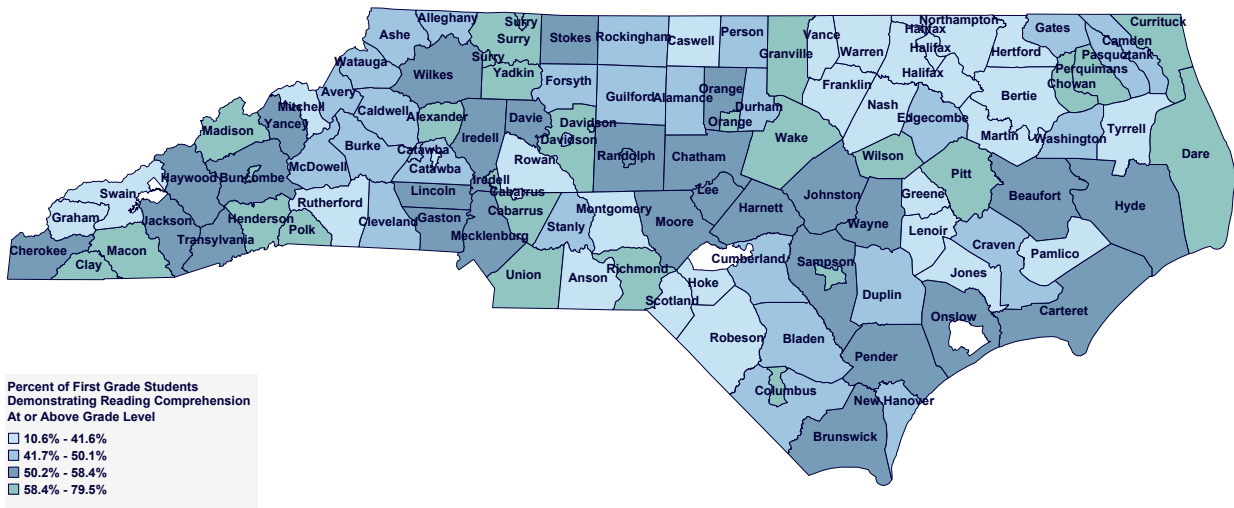 Alleghany
Surry
Northampton
Currituck
Ashe
Surry
Stokes
Rockingham
Caswell
Person
Granville
Vance
Warren
Halifax
Halifax
Halifax
Hertford
Gates
Camden
Pasquotank
Perquimans
Chowan
Watauga
Wilkes
Surry
Yadkin
Forsyth
Guilford
Alamance
Orange
Orange
Durham
Franklin
Nash
Edgecombe
Bertie
Martin
Washington
Tyrrell
Dare
Avery
Mitchell
Yancey
Madison
Caldwell
Alexander
Iredell
Davie
Davidson
Davidson
Randolph
Chatham
Wake
Wilson
Pitt
Beaufort
Hyde
Burke
McDowell
Catawba
Catawba
Rowan
Iredell
Lincoln
Haywood
Buncombe
Swain
Graham
Jackson
Rutherford
Cleveland
Gaston
Cabarrus
Cabarrus
Mecklenburg
Stanly
Montgomery
Moore
Lee
Harnett
Johnston
Wayne
Greene
Lenoir
Craven
Pamlico
Jones
Cherokee
Clay
Macon
Transylvania
Henderson
Polk
Union
Anson
Richmond
Scotland
Hoke
Cumberland
Sampson
Duplin
Onslow
Carteret
Robeson
Bladen
Pender
Columbus
New Hanover
Brunswick
Percent of First Grade Students
Demonstrating Reading Comprehension
At or Above Grade Level
10.6% - 41.6%
41.7% - 50.1%
50.2% - 58.4%
58.4% - 79.5%